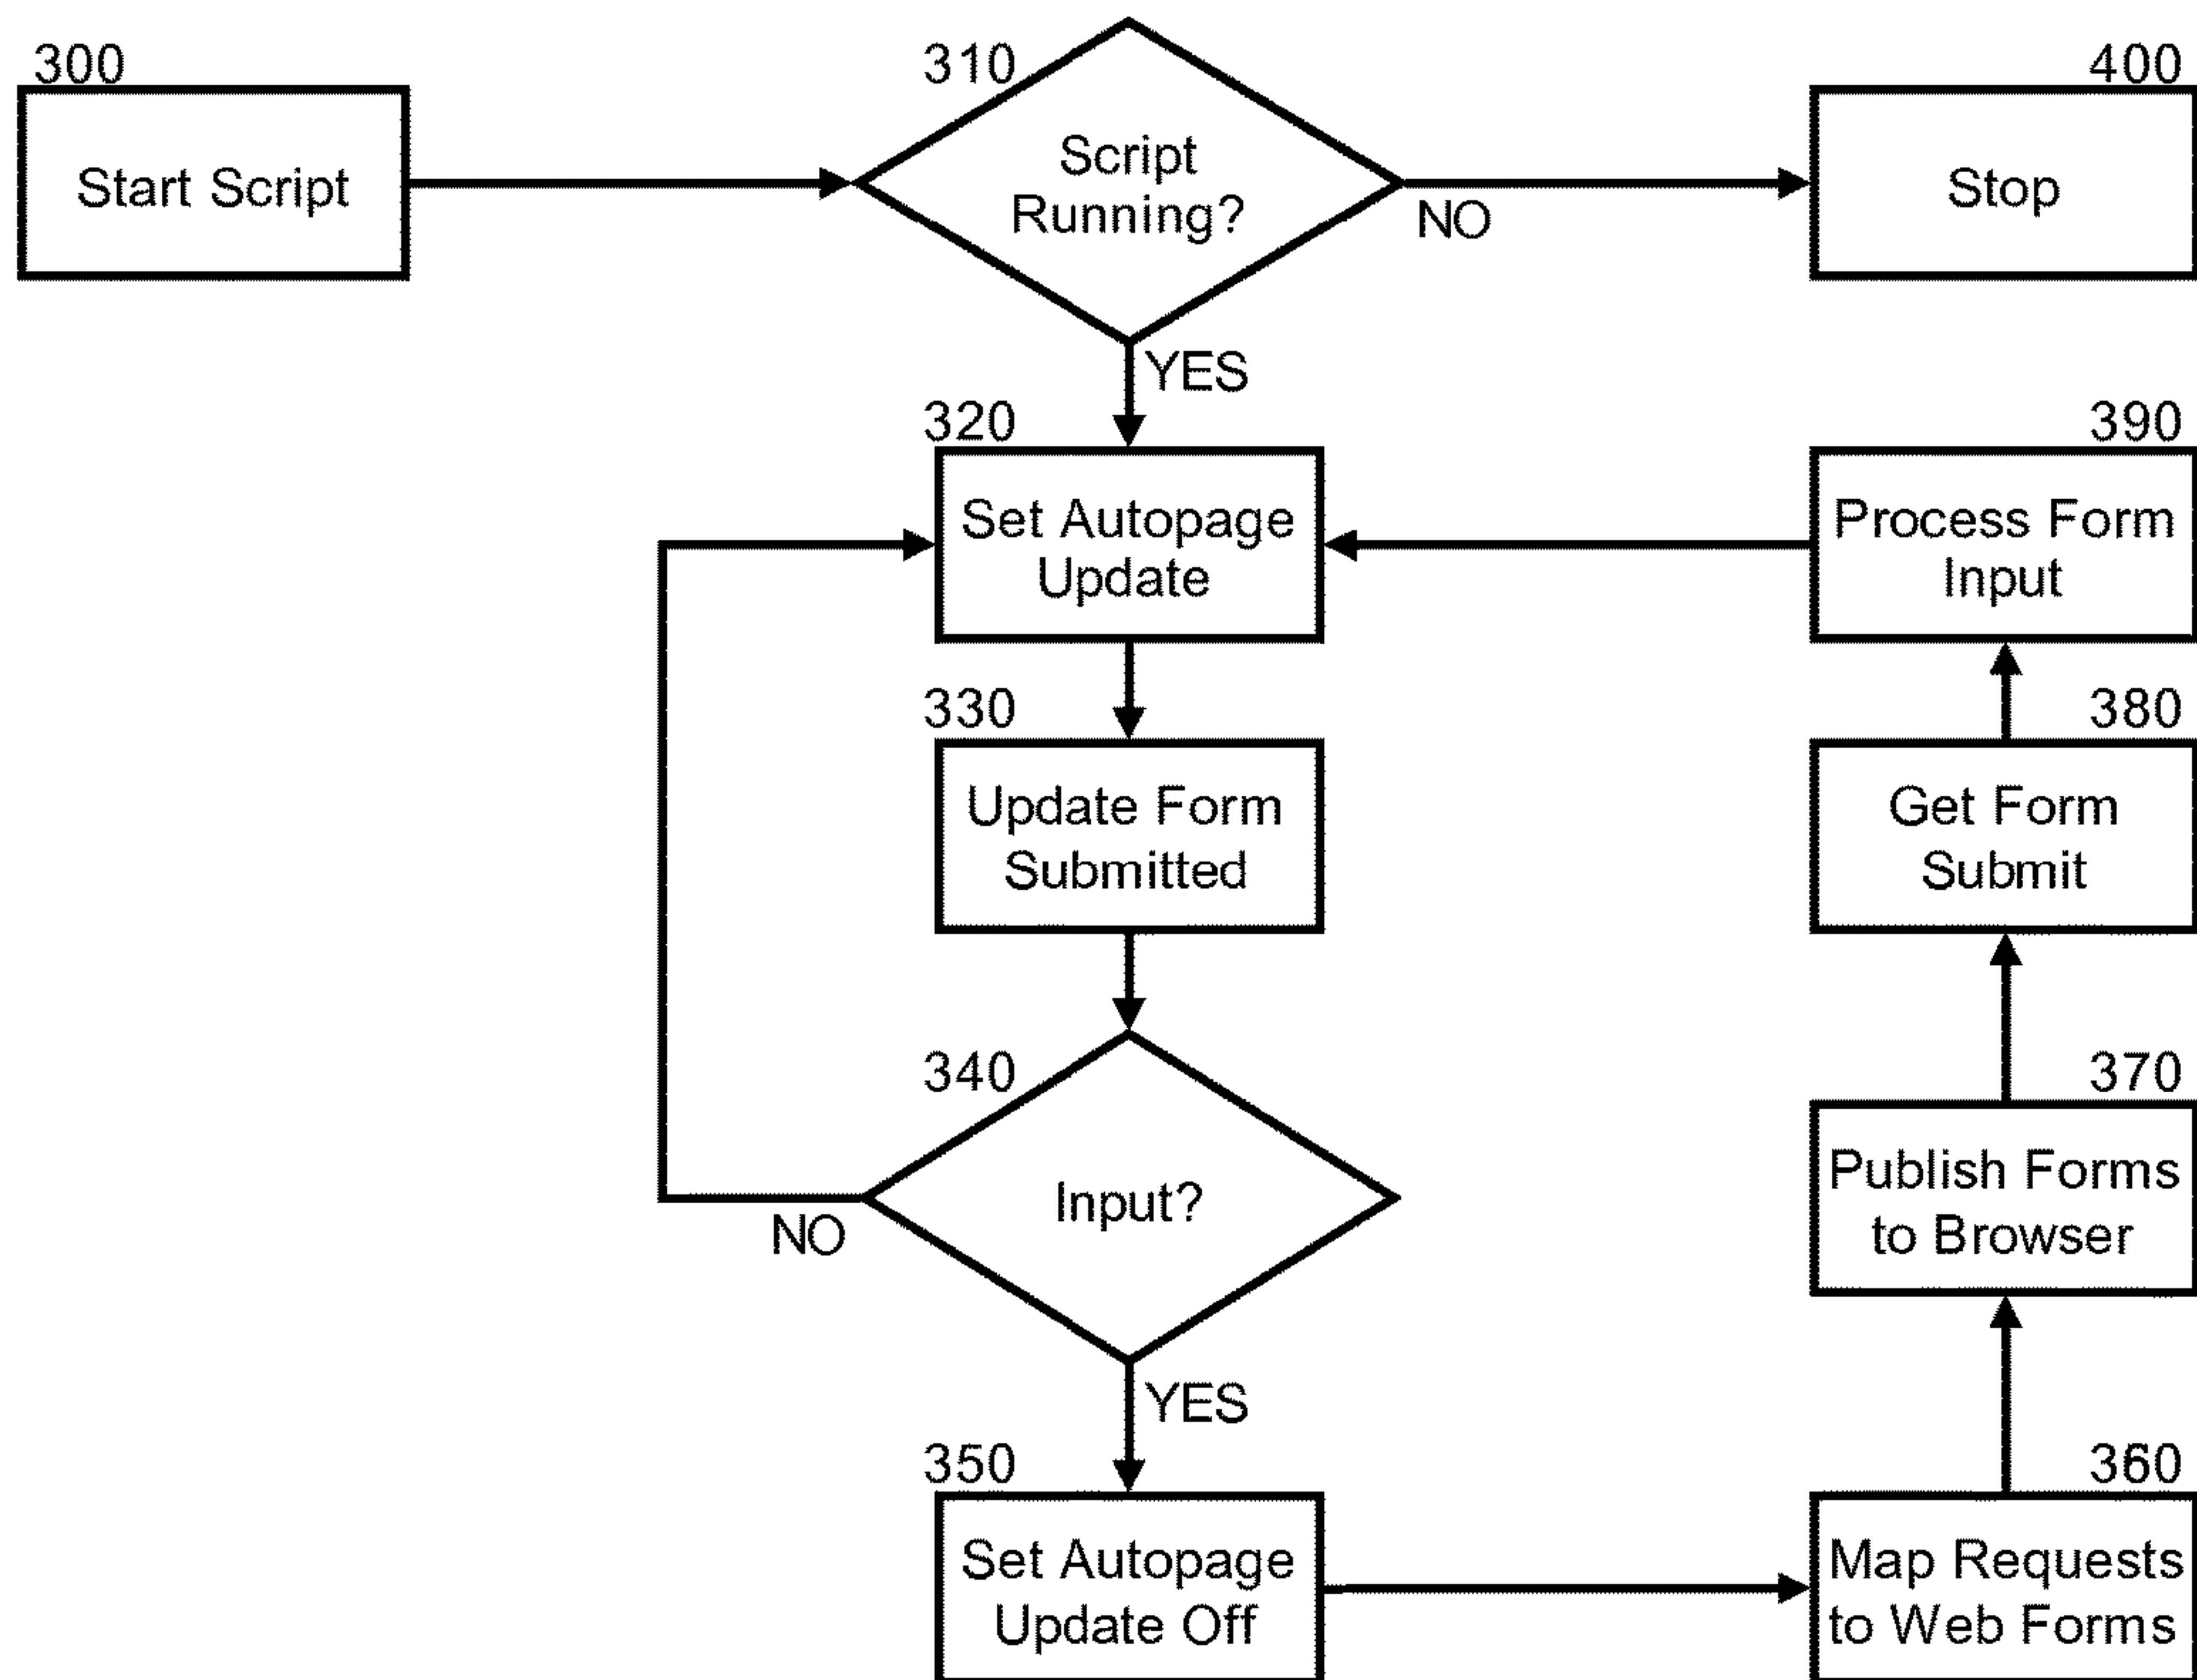 300
Start Script
310
Script
Running?
NO
400
Stop
YES
320
Set Autopage
Update
390
Process Form
Input
330
Update Form
Submitted
380
Get Form
Submit
340
Input?
NO
YES
370
Publish Forms
to Browser
350
Set Autopage
Update Off
360
Map Requests
to Web Forms